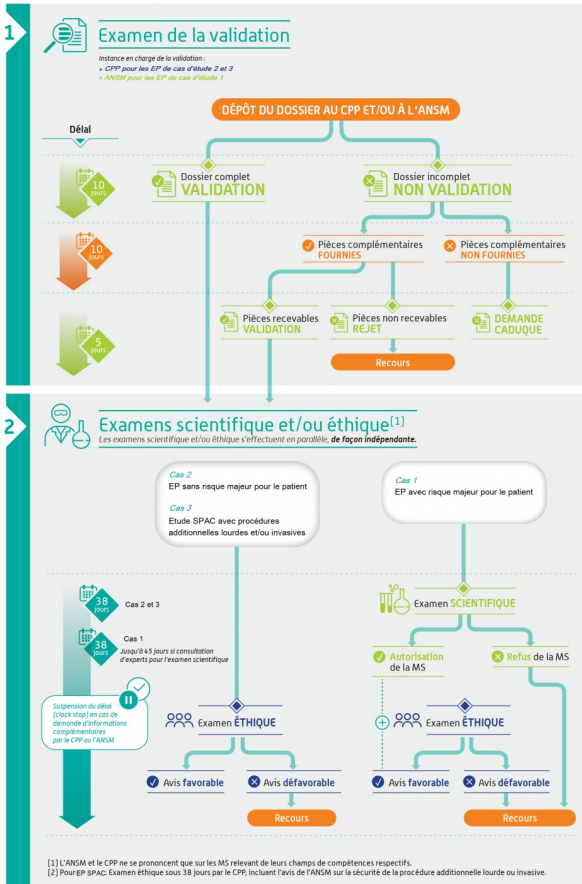 1
Examen de la validation
Instance en charge de la validation :
• CPP pour les EP de cas d'étude 2 et 3
• ANSM pour les EP de cas d'étude 1
DÉPÔT DU DOSSIER AU CPP ET/OU À L'ANSM
Délai
10
jours
Dossier complet
VALIDATION
Dossier incomplet
NON VALIDATION
10
jours
Pièces complémentaires
FOURNIES
Pièces complémentaires
NON FOURNIES
5
jours
Pièces recevables
VALIDATION
Pièces non recevables
REJET
DEMANDE
CADUQUE
Recours
2
Examens scientifique et/ou éthique(1)
Les examens scientifique et/ou éthique s'effectuent en parallèle, de façon indépendante.
Cas 2
EP sans risque majeur pour le patient
Cas 3
Etude SPAC avec procédures
additionnelles lourdes et/ou invasives
Cas 1
EP avec risque majeur pour le patient
38
jours
Cas 2 et 3
38
jours
Cas 1
Jusqu'à 45 jours si consultation
d'experts pour l'examen scientifique
Examen SCIENTIFIQUE
Autorisation
de la MS
Refus de la MS
Suspension du délai
(clock stop) en cas de
demande d'informations
complémentaires
par le CPP ou l'ANSM
Examen ÉTHIQUE
Examen ÉTHIQUE
Avis favorable
Avis défavorable
Avis favorable
Avis défavorable
Recours
Recours
(1) L'ANSM et le CPP ne se prononcent que sur les MS relevant de leurs champs de compétences respectifs.
(2) Pour EP SPAC: Examen éthique sous 38 jours par le CPP, incluant l'avis de l'ANSM sur la sécurité de la procédure additionnelle lourde ou invasive.